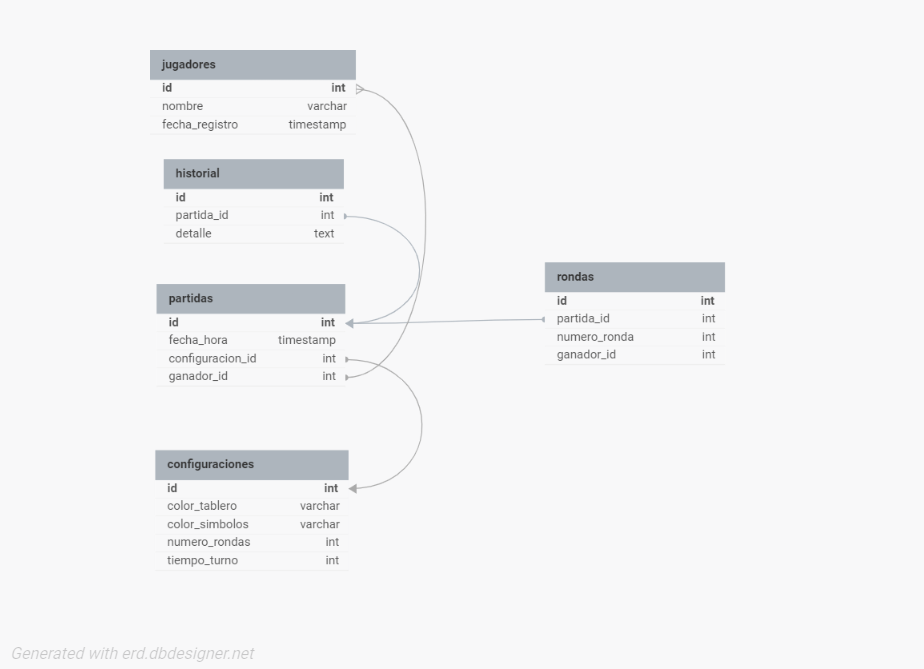 jugadores
id int
nombre varchar
fecha_registro timestamp
historial
id int
partida_id int
detalle text
partidas
id int
fecha_hora timestamp
configuracion_id int
ganador_id int
rondas
id int
partida_id int
numero_ronda int
ganador_id int
configuraciones
id int
color_tablero varchar
color_simbolos varchar
numero_rondas int
tiempo_turno int
Generated with erd.dbdesigner.net